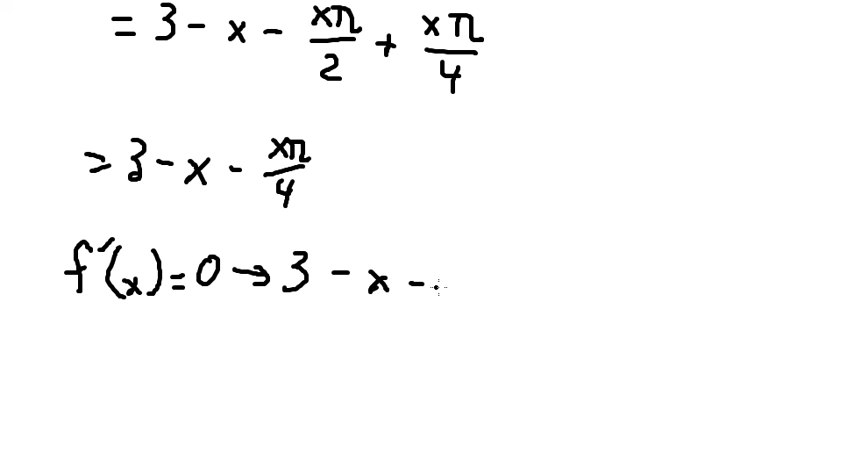 = 3 - x - xπ/2 + xπ/4
= 3 - x - xπ/4
f'(x) = 0 → 3 - x -